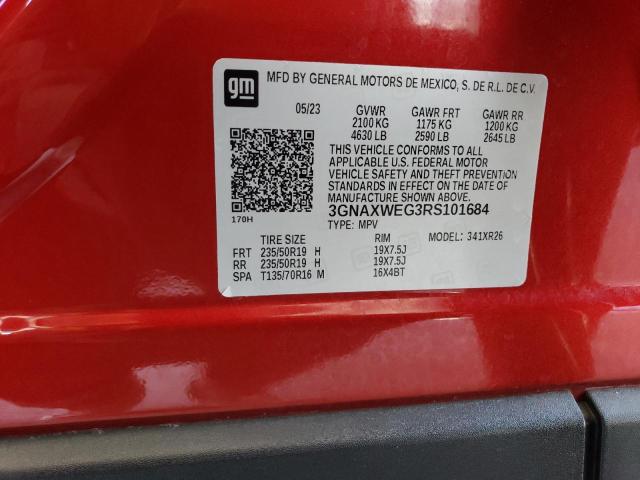 gm MFD BY GENERAL MOTORS DE MEXICO, S. DE R.L. DE C.V.
05/23 GVWR GAWR FRT GAWR RR
2100 KG 1175 KG 1200 KG
4630 LB 2590 LB 2645 LB
THIS VEHICLE CONFORMS TO ALL
APPLICABLE U.S. FEDERAL MOTOR
VEHICLE SAFETY AND THEFT PREVENTION
STANDARDS IN EFFECT ON THE DATE OF
MANUFACTURE SHOWN ABOVE.
3GNAXWEG3RS101684
170H TYPE: MPV
TIRE SIZE RIM MODEL: 341XR26
FRT 235/50R19 H 19X7.5J
RR 235/50R19 H 19X7.5J
SPA T135/70R16 M 16X4BT